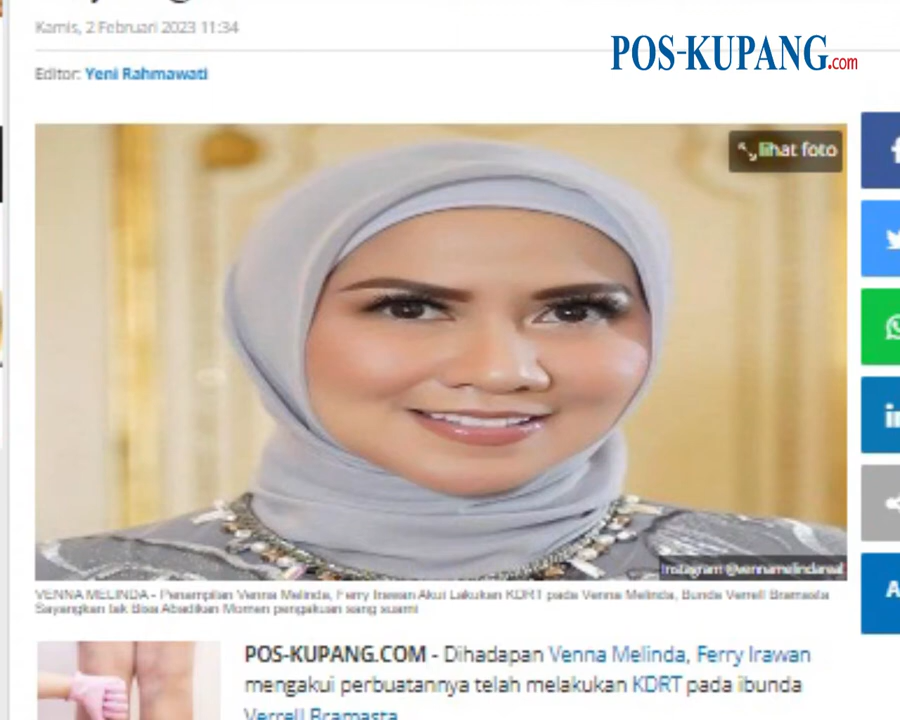 Kamis, 2 Februari 2023 11:34
POS-KUPANG.com
Editor: Yeni Rahmawati
lihat foto
Instagram @vennamelindareal
VENNA MELINDA - Penampilan Venna Melinda, Ferry Irawan Akui Lakukan KDRT pada Venna Melinda, Bunda Verrell Bramasta
Sayangkan tak Bisa Abadikan Momen pengakuan sang suami
POS-KUPANG.COM - Dihadapan Venna Melinda, Ferry Irawan
mengakui perbuatannya telah melakukan KDRT pada ibunda
Verrell Bramasta